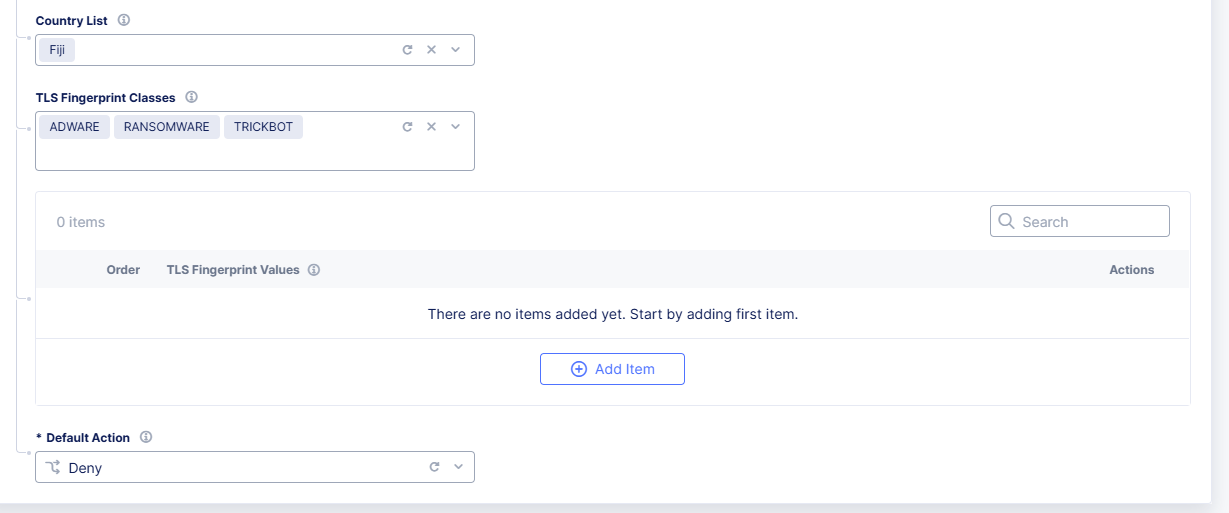 Country List
Fiji
TLS Fingerprint Classes
ADWARE RANSOMWARE TRICKBOT
0 items
Search
Order TLS Fingerprint Values Actions
There are no items added yet. Start by adding first item.
Add Item
* Default Action
Deny